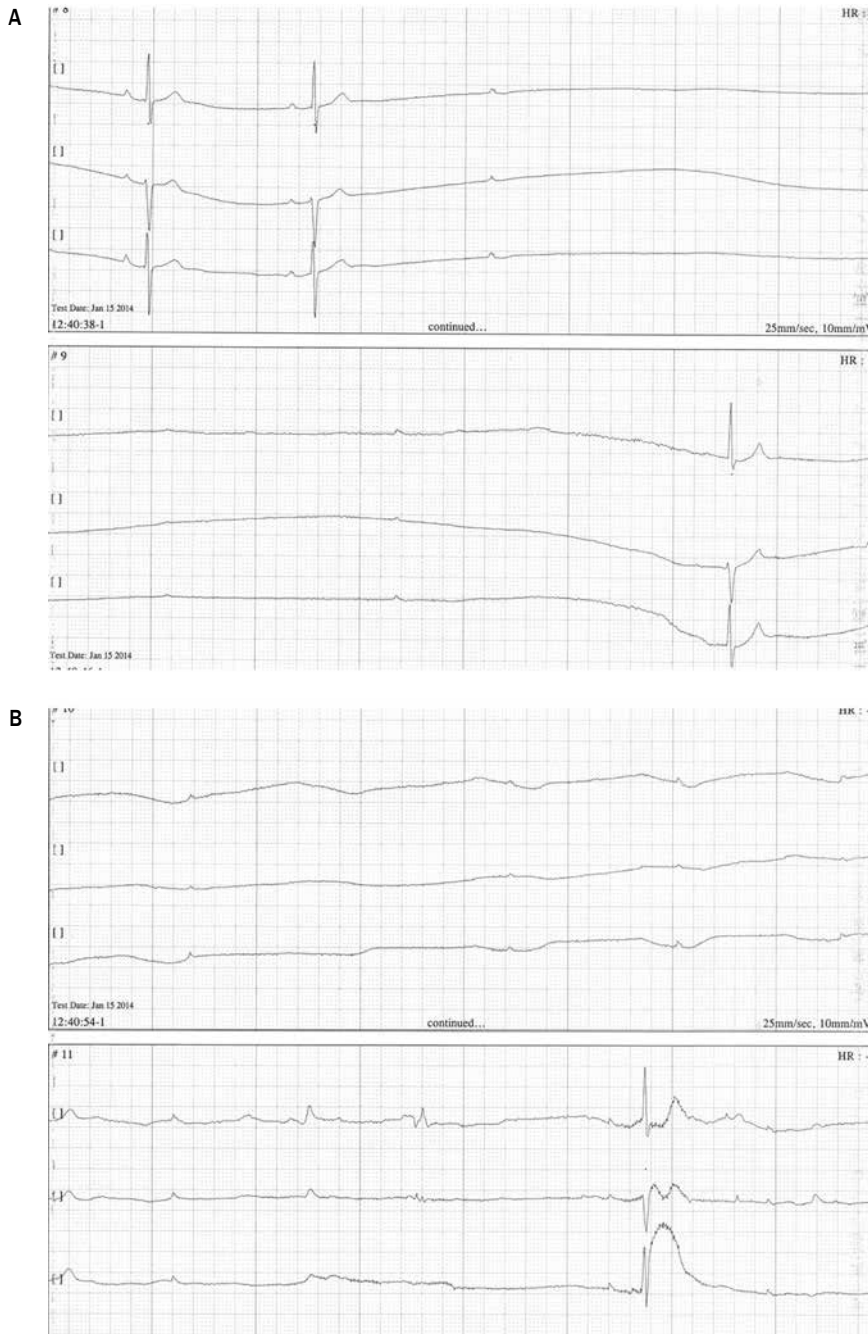 A
# 8
HR :
[ ]
[ ]
[ ]
Test Date: Jan 15 2014
12:40:38-1
continued...
25mm/sec, 10mm/mV
# 9
HR :
[ ]
[ ]
[ ]
Test Date: Jan 15 2014
B
# 10
HR : -
[ ]
[ ]
[ ]
Test Date: Jan 15 2014
12:40:54-1
continued...
25mm/sec, 10mm/mV
# 11
HR : -
[ ]
[ ]
[ ]